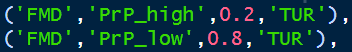 ('FMD','PrP_high',0.2,'TUR'),
('FMD','PrP_low',0.8,'TUR'),